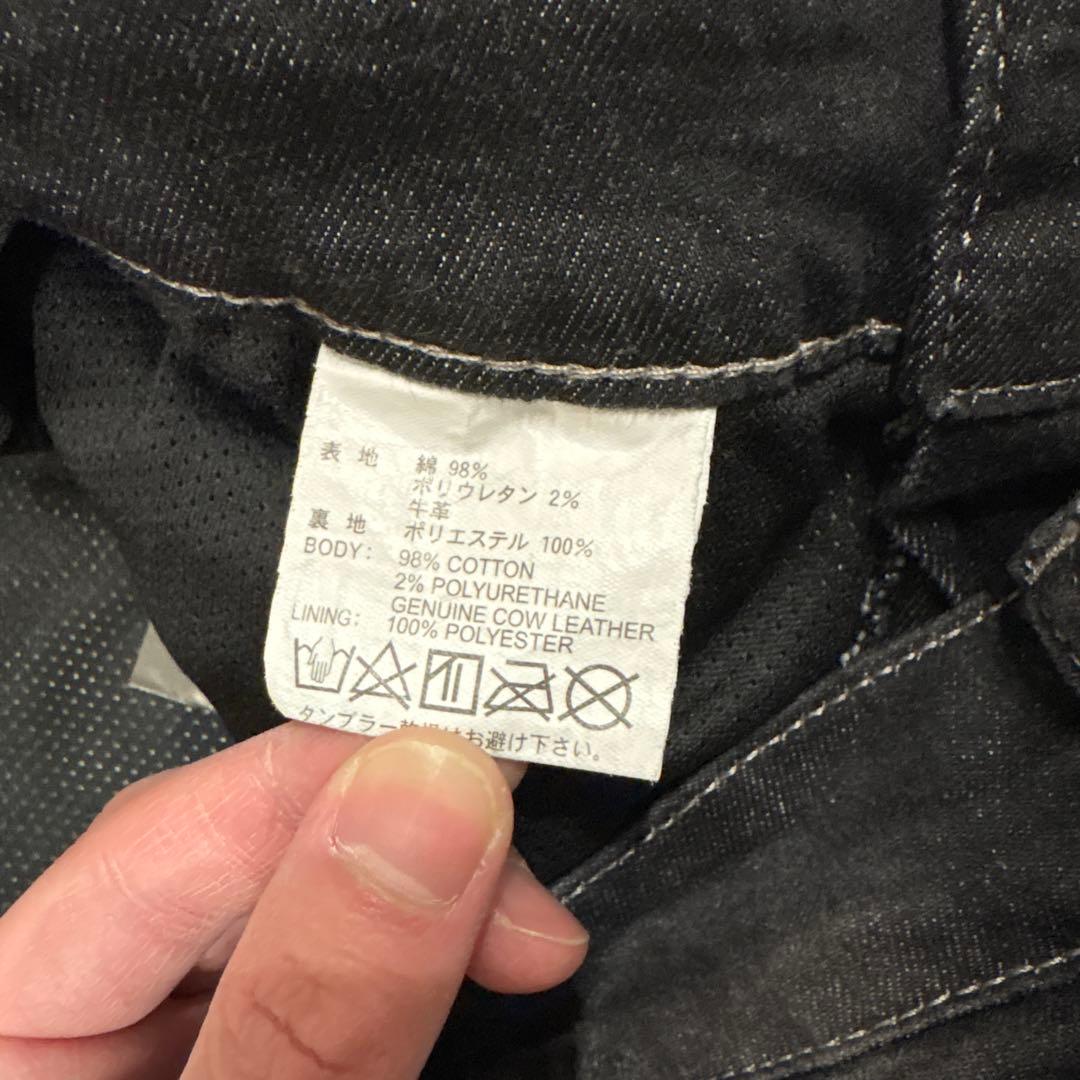 表地 綿 98%
ポリウレタン 2%
牛革
裏地 ポリエステル 100%
BODY: 98% COTTON
2% POLYURETHANE
GENUINE COW LEATHER
LINING: 100% POLYESTER
タンブラー乾燥はお避け下さい。